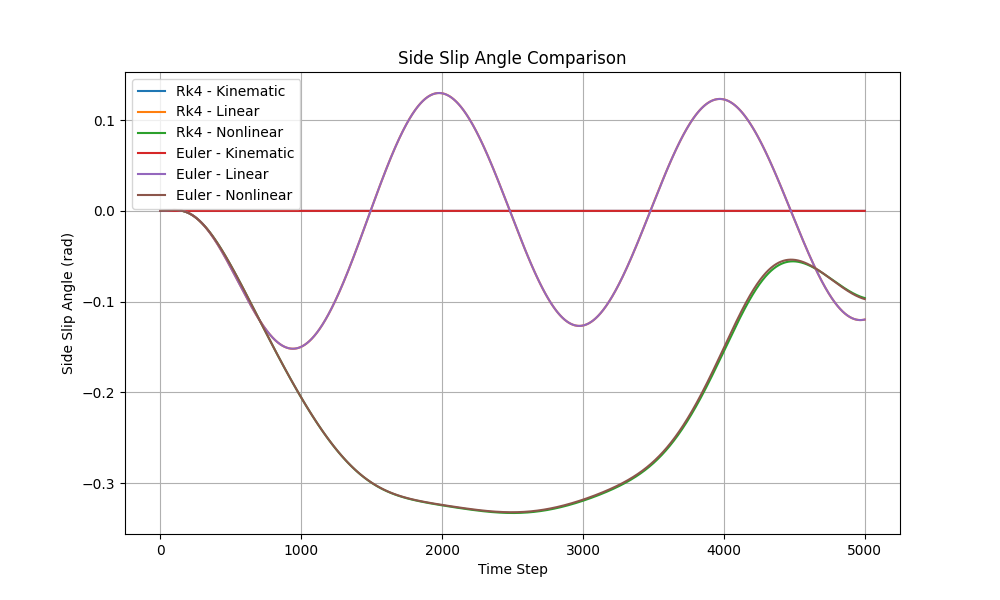 Side Slip Angle Comparison
Rk4 - Kinematic
Rk4 - Linear
Rk4 - Nonlinear
Euler - Kinematic
Euler - Linear
Euler - Nonlinear
Side Slip Angle (rad)
0.1
0.0
−0.1
−0.2
−0.3
0 1000 2000 3000 4000 5000
Time Step